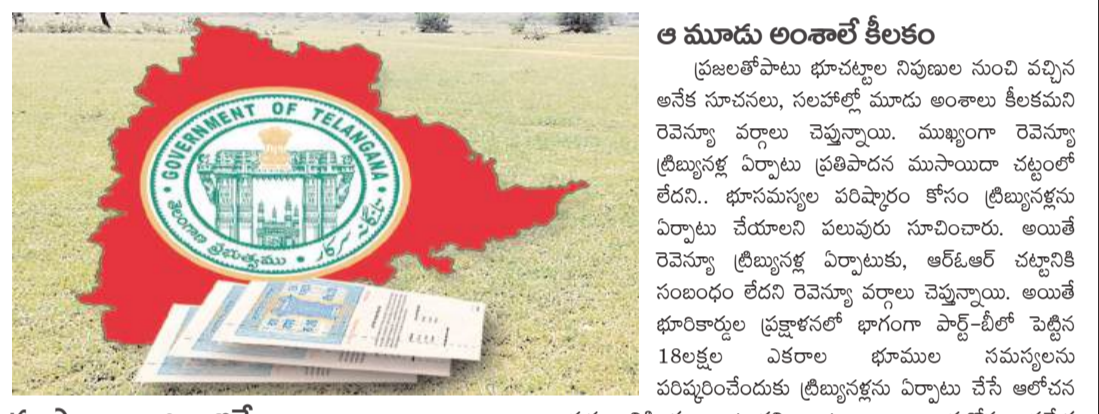 GOVERNMENT OF TELANGANA
తెలంగాణ ప్రభుత్వము
ఆ మూడు అంశాలే కీలకం
ప్రజలతోపాటు భూచట్టాల నిపుణుల నుంచి వచ్చిన
అనేక సూచనలు, సలహాల్లో మూడు అంశాలు కీలకమని
రెవెన్యూ వర్గాలు చెప్తున్నాయి. ముఖ్యంగా రెవెన్యూ
ట్రిబ్యునళ్ల ఏర్పాటు ప్రతిపాదన ముసాయిదా చట్టంలో
లేదని.. భూసమస్యల పరిష్కారం కోసం ట్రిబ్యునళ్లను
ఏర్పాటు చేయాలని పలువురు సూచించారు. అయితే
రెవెన్యూ ట్రిబ్యునళ్ల ఏర్పాటుకు, ఆర్ఓఆర్ చట్టానికి
సంబంధం లేదని రెవెన్యూ వర్గాలు చెప్తున్నాయి. అయితే
భూరికార్డుల ప్రక్షాళనలో భాగంగా పార్ట్-బీలో పెట్టిన
18లక్షల ఎకరాల భూముల సమస్యలను
పరిష్కరించేందుకు ట్రిబ్యునళ్లను ఏర్పాటు చేసే ఆలోచన